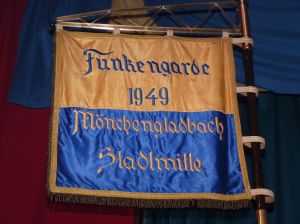 Funkengarde
1949
Mönchengladbach
Stadtmitte